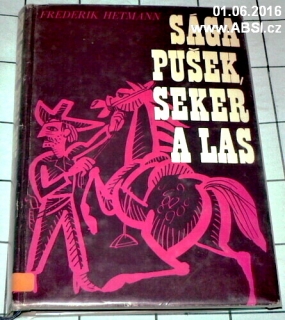 01.06.2016
www.ABSI.cz
FREDERIK HETMANN
SÁGA
PUŠEK,
SEKER
A LAS